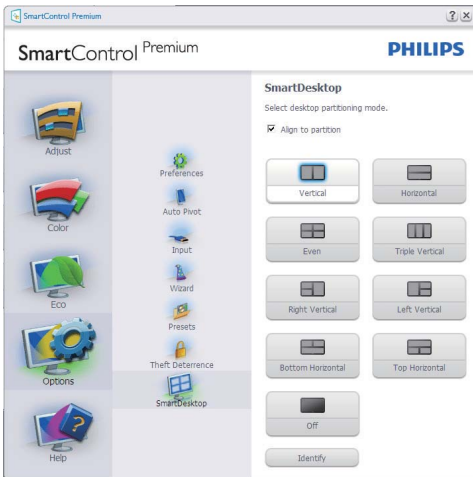 SmartControl Premium
SmartControl Premium
PHILIPS
Adjust
Color
Eco
Options
Help
Preferences
Auto Pivot
Input
Wizard
Presets
Theft Deterrence
SmartDesktop
SmartDesktop
Select desktop partitioning mode.
Align to partition
Vertical
Horizontal
Even
Triple Vertical
Right Vertical
Left Vertical
Bottom Horizontal
Top Horizontal
Off
Identify